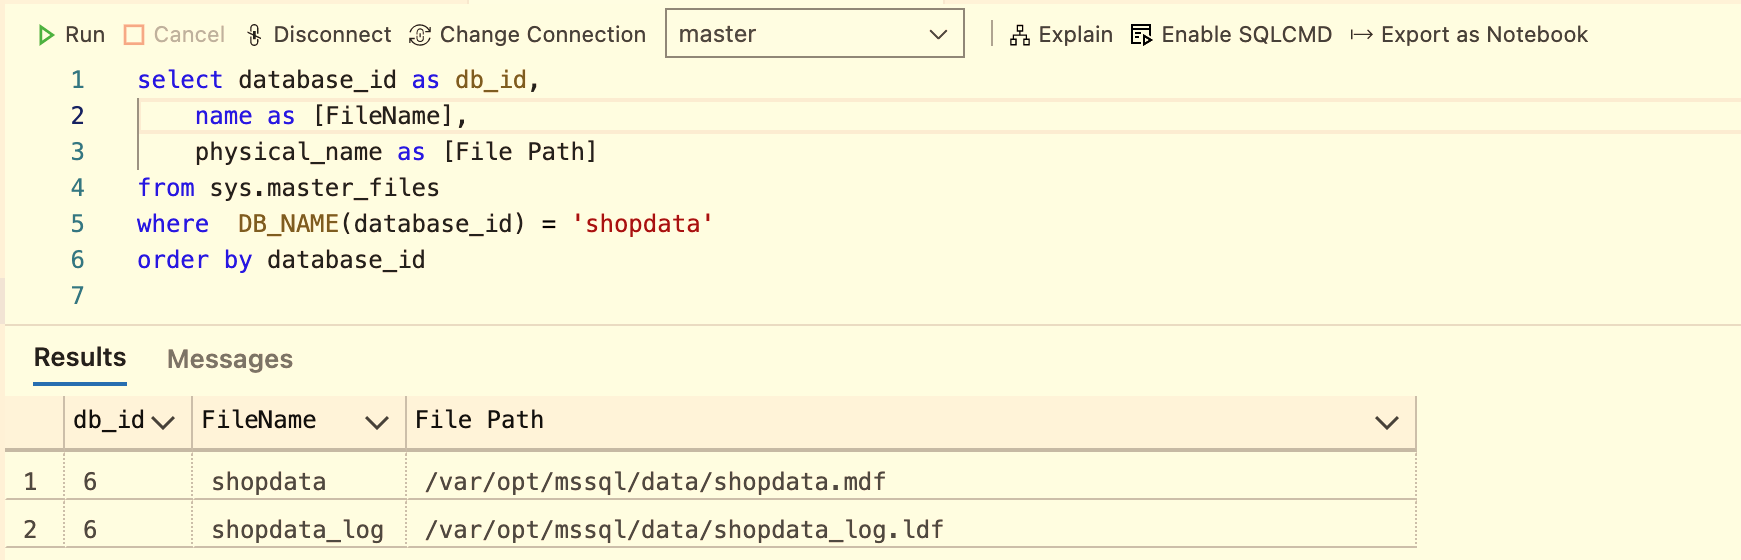 Run Cancel Disconnect Change Connection master Explain Enable SQLCMD Export as Notebook
1 select database_id as db_id,
2 name as [FileName],
3 physical_name as [File Path]
4 from sys.master_files
5 where  DB_NAME(database_id) = 'shopdata'
6 order by database_id
7
Results Messages
db_id FileName File Path
1 6 shopdata /var/opt/mssql/data/shopdata.mdf
2 6 shopdata_log /var/opt/mssql/data/shopdata_log.ldf